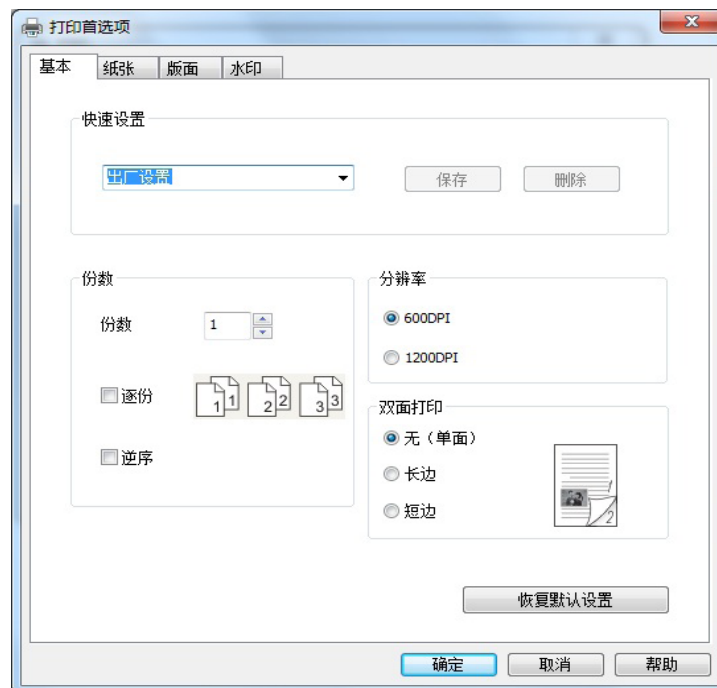 打印首选项
基本 纸张 版面 水印
快速设置
出厂设置 保存 删除
份数
份数 1
逐份 1 1 2 2 3 3
逆序
分辨率
600DPI
1200DPI
双面打印
无（单面）
长边
短边
1
2
恢复默认设置
确定 取消 帮助